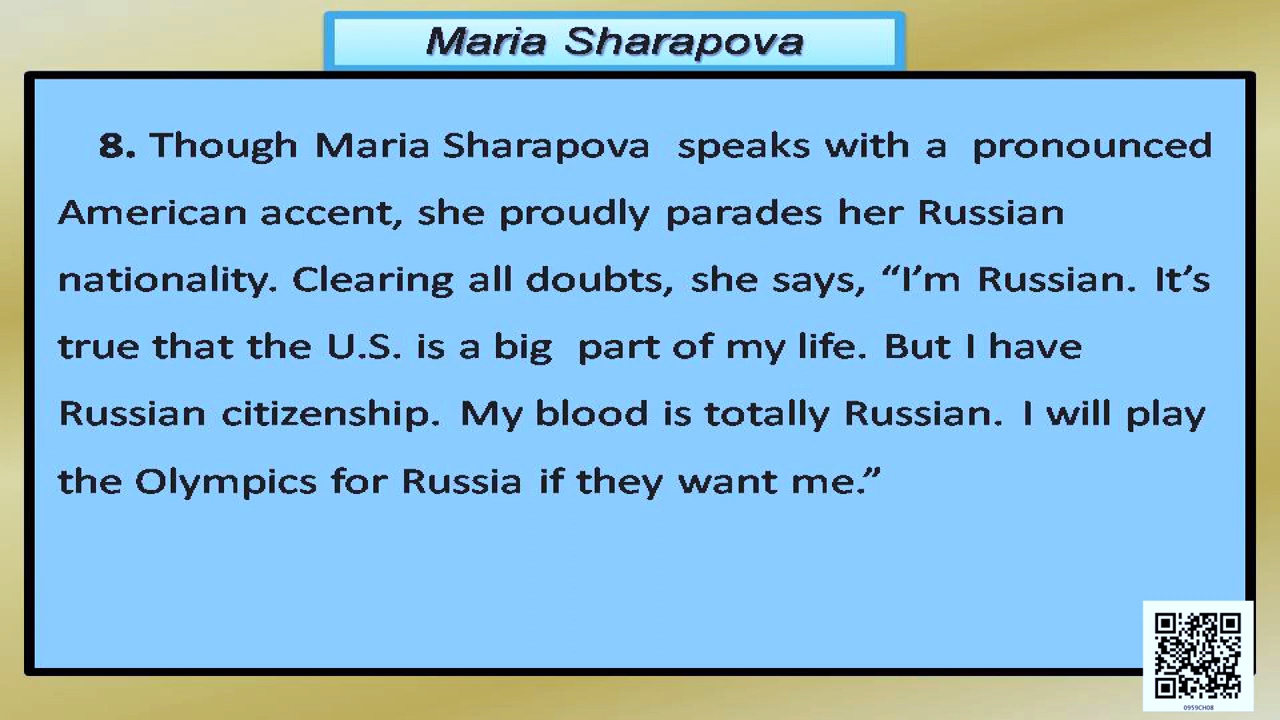 Maria Sharapova
8. Though Maria Sharapova speaks with a pronounced
American accent, she proudly parades her Russian
nationality. Clearing all doubts, she says, “I’m Russian. It’s
true that the U.S. is a big part of my life. But I have
Russian citizenship. My blood is totally Russian. I will play
the Olympics for Russia if they want me.”
0959CH08